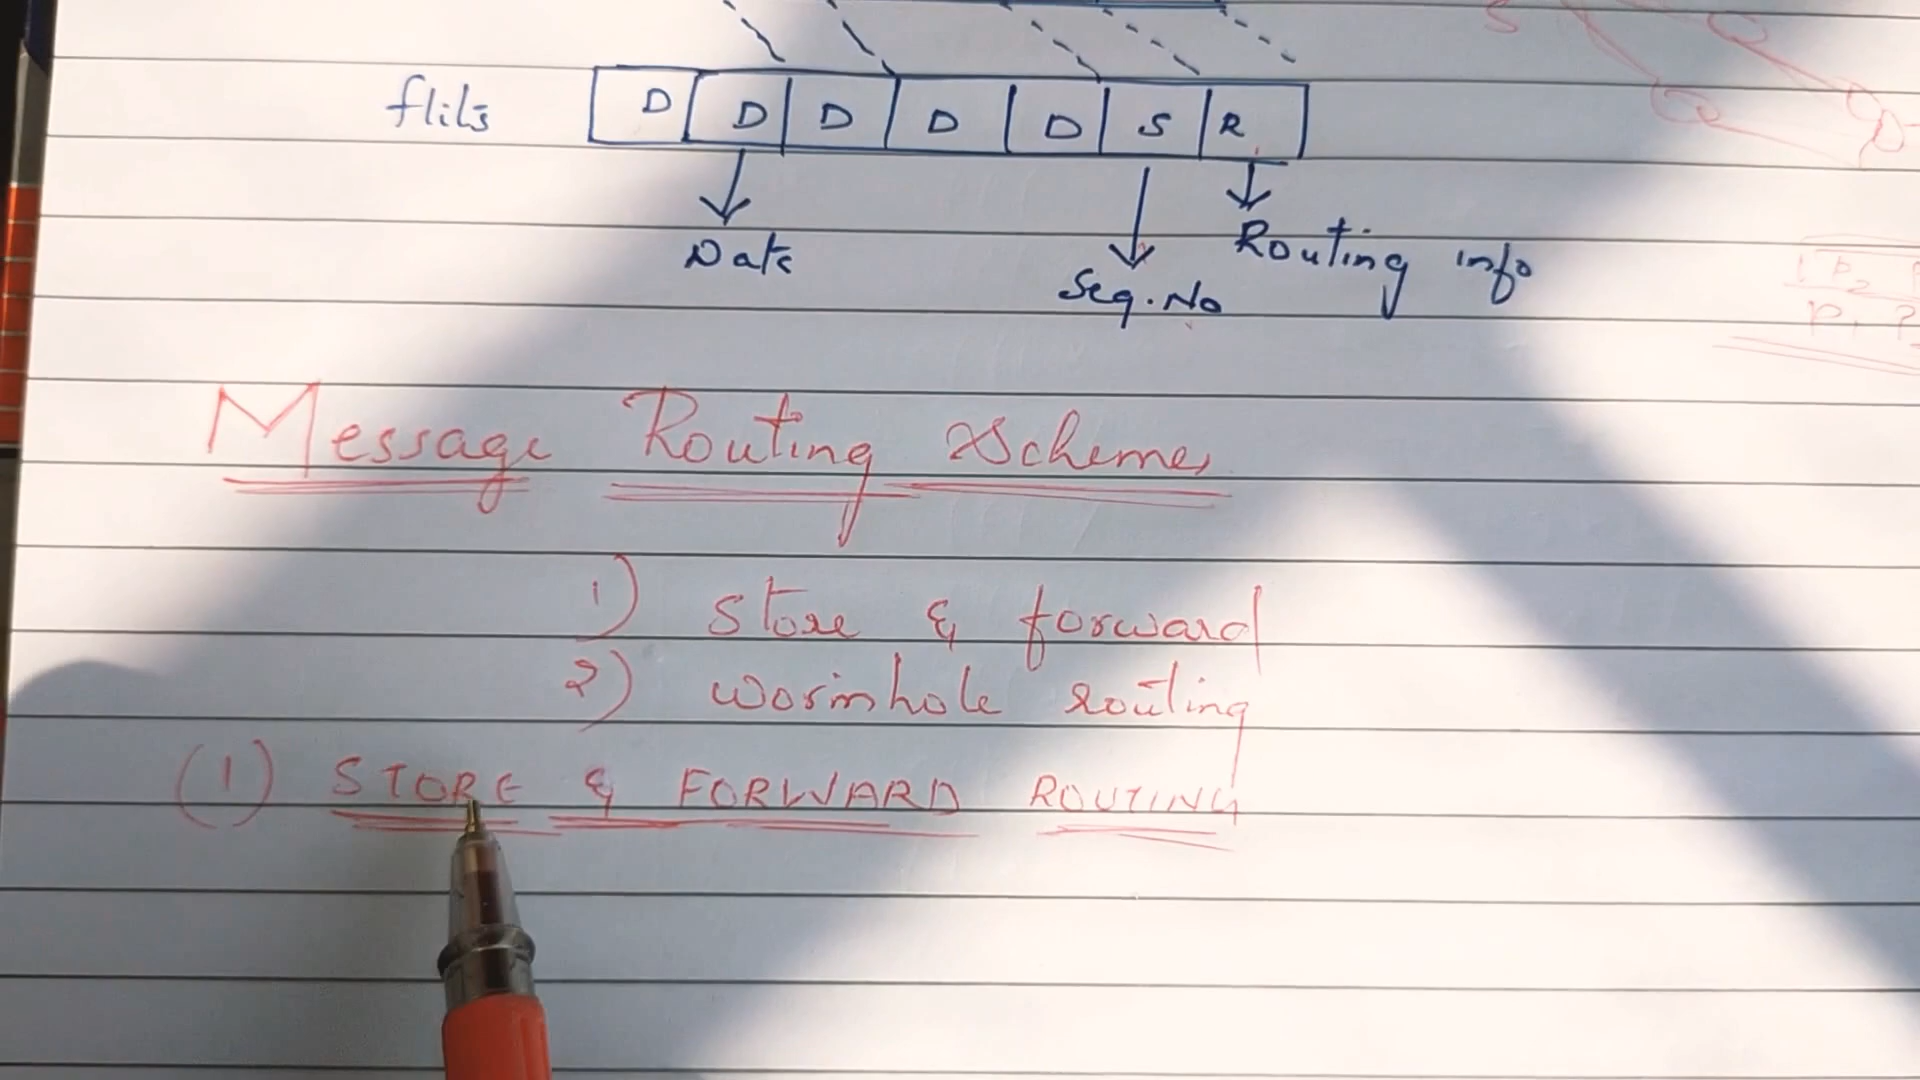 flits D D D D D S R
Data Seq.No Routing info
Message Routing Schemes
1) Store & forward
2) wormhole routing
(1) STORE & FORWARD ROUTING